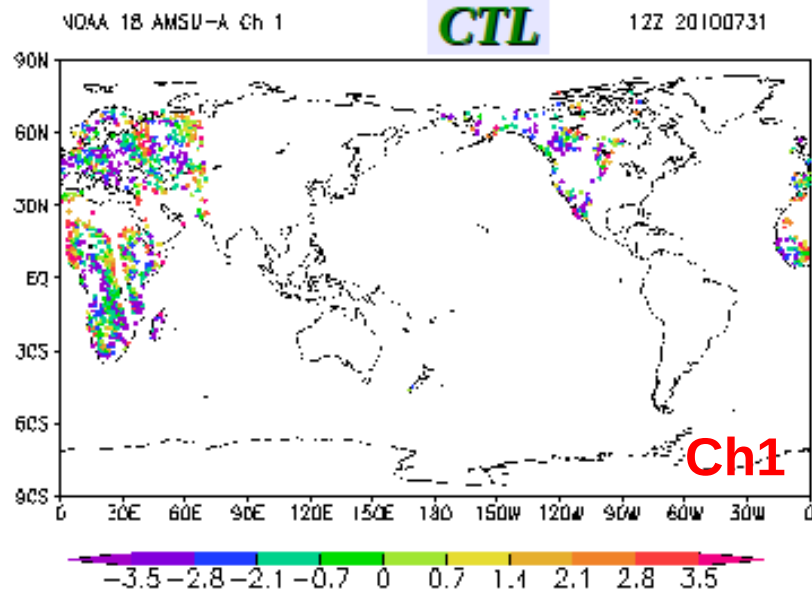 NOAA 18 AMSU-A Ch 1 CTL 12Z 20100731
90N
60N
30N
EQ
30S
60S
90S
Ch1
0 30E 60E 90E 120E 150E 180 150W 120W 90W 60W 30W 0
-3.5 -2.8 -2.1 -0.7 0 0.7 1.4 2.1 2.8 3.5